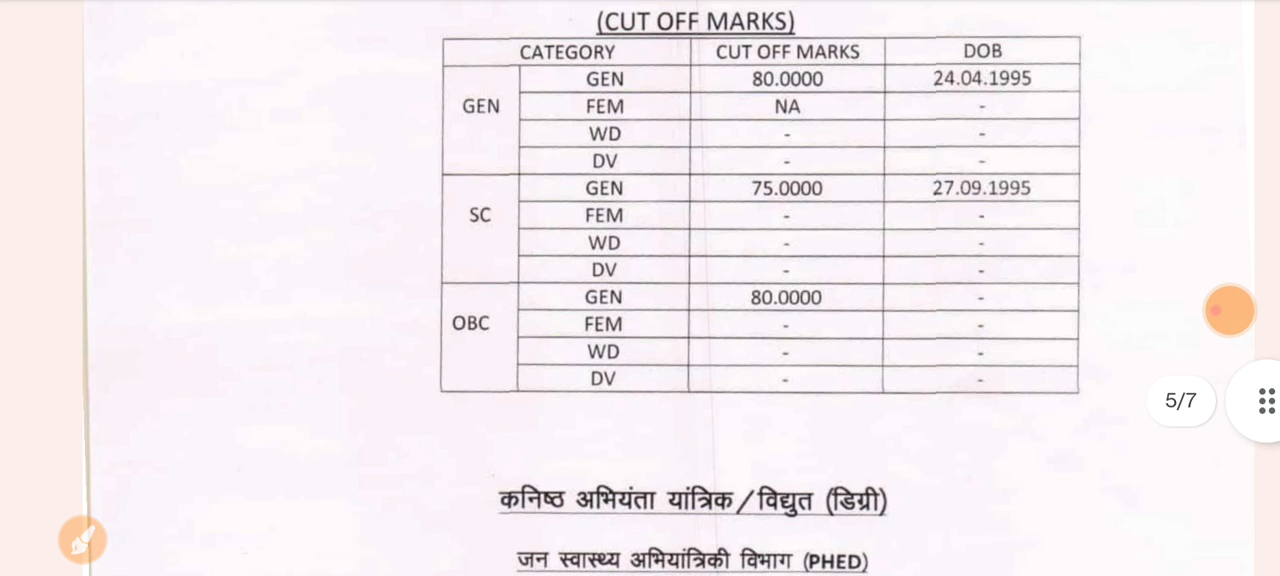 (CUT OFF MARKS)
CATEGORY CUT OFF MARKS DOB
GEN GEN 80.0000 24.04.1995
FEM NA -
WD - -
DV - -
SC GEN 75.0000 27.09.1995
FEM - -
WD - -
DV - -
OBC GEN 80.0000 -
FEM - -
WD - -
DV - -
5/7
कनिष्ठ अभियंता यांत्रिक/विद्युत (डिग्री)
जन स्वास्थ्य अभियांत्रिकी विभाग (PHED)